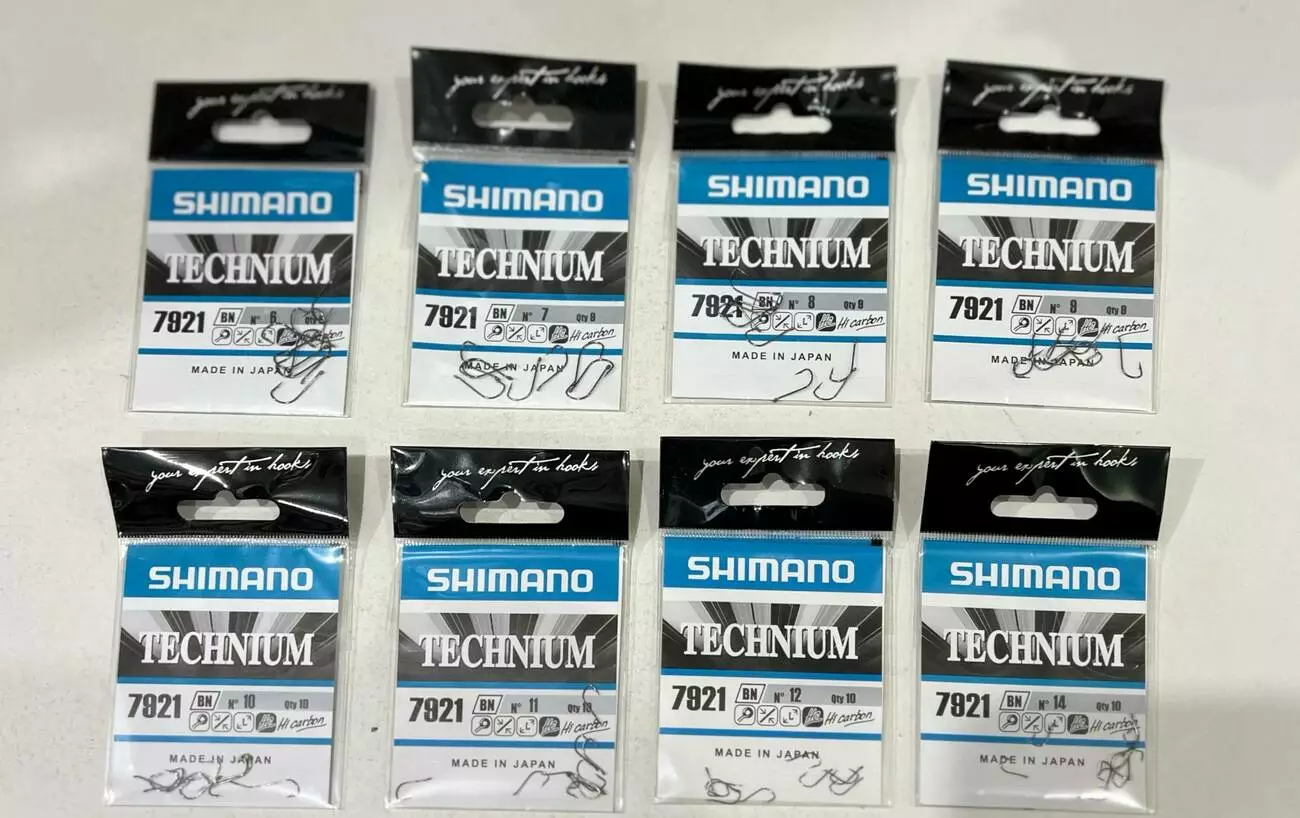 your expert in hooks
SHIMANO
TECHNIUM
7921 BN N° 6 Qty
Hi carbon
MADE IN JAPAN
your expert in hooks
SHIMANO
TECHNIUM
7921 BN N° 7 Qty 9
Hi carbon
MADE IN JAPAN
your expert in hooks
SHIMANO
TECHNIUM
7921 BN N° 8 Qty 9
Hi carbon
MADE IN JAPAN
your expert in hooks
SHIMANO
TECHNIUM
7921 BN N° Qty 9
Hi carbon
MADE IN JAPAN
your expert in hooks
SHIMANO
TECHNIUM
7921 BN N° 10 Qty 10
Hi carbon
MADE IN JAPAN
your expert in hooks
SHIMANO
TECHNIUM
7921 BN N° 11 Qty 10
Hi carbon
MADE IN JAPAN
your expert in hooks
SHIMANO
TECHNIUM
7921 BN N° 12 Qty 10
Hi carbon
MADE IN JAPAN
your expert in hooks
SHIMANO
TECHNIUM
7921 BN N° 14 Qty 10
Hi carbon
MADE IN JAPAN